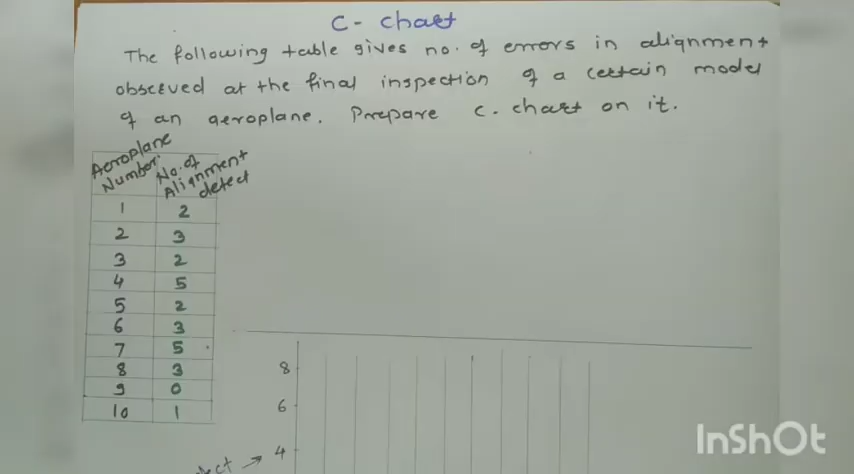 C- Chart
The following table gives no. of errors in alignment
observed at the final inspection of a certain model
of an aeroplane. Prepare C. chart on it.
Aeroplane Number.
No. of Alignment detect
1 2
2 3
3 2
4 5
5 2
6 3
7 5
8 3
9 0
10 1
8
6
→ 4
InShOt